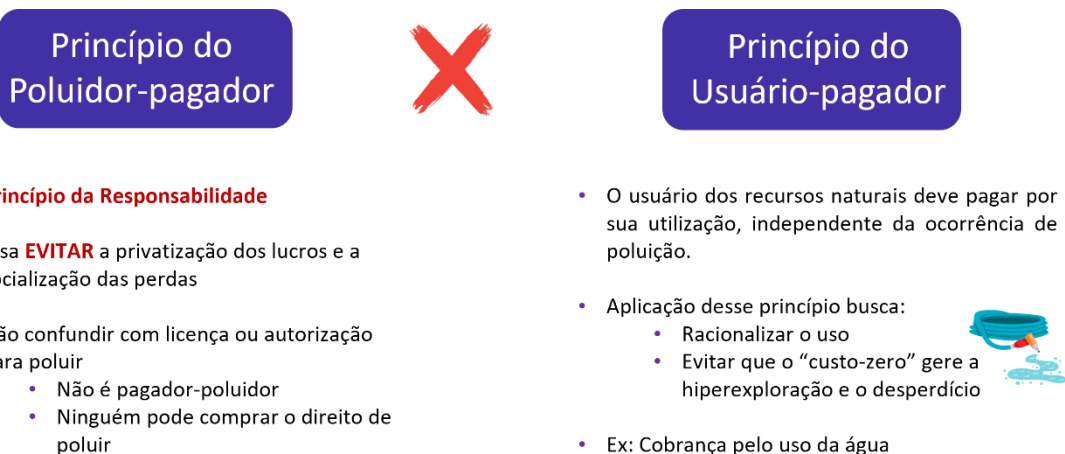 Princípio do
Poluidor-pagador
rincípio da Responsabilidade
sa EVITAR a privatização dos lucros e a
ocialização das perdas
ão confundir com licença ou autorização
ara poluir
• Não é pagador-poluidor
• Ninguém pode comprar o direito de
poluir
Princípio do
Usuário-pagador
• O usuário dos recursos naturais deve pagar por
sua utilização, independente da ocorrência de
poluição.
• Aplicação desse princípio busca:
• Racionalizar o uso
• Evitar que o “custo-zero” gere a
hiperexploração e o desperdício
• Ex: Cobrança pelo uso da água